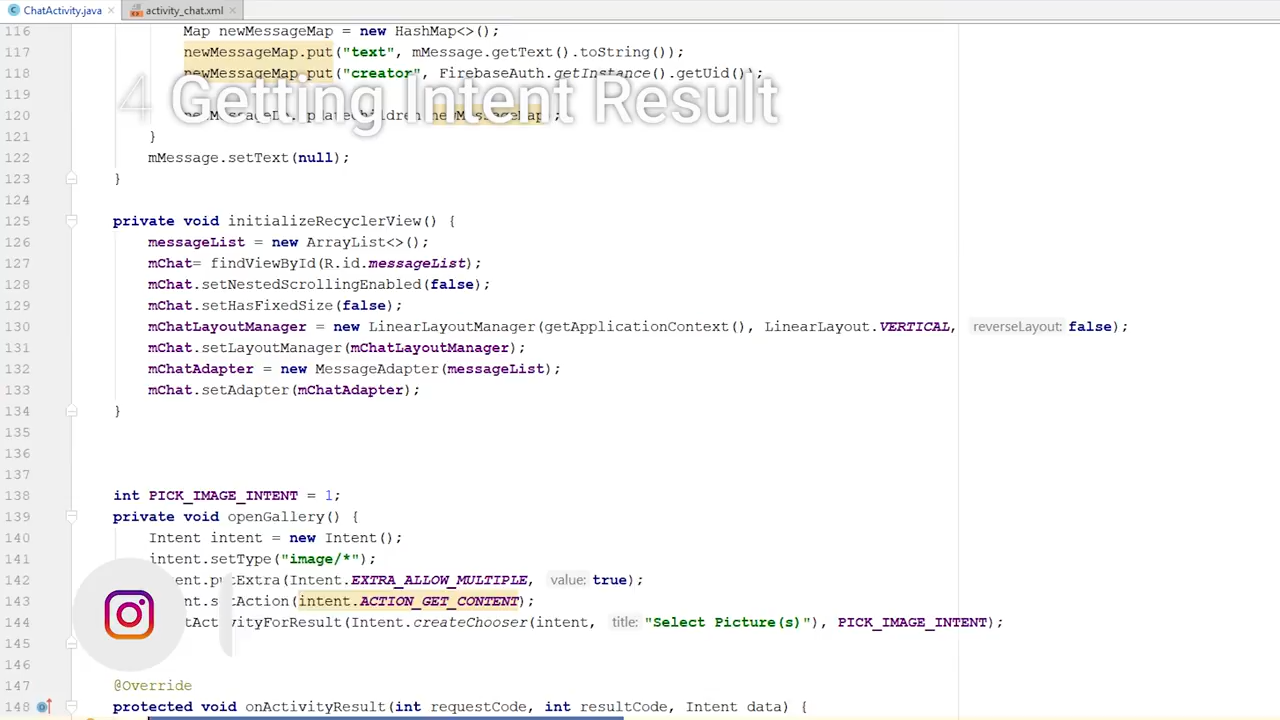 ChatActivity.java
activity_chat.xml
116 Map newMessageMap = new HashMap<>();
117 newMessageMap.put("text", mMessage.getText().toString());
118 newMessageMap.put("creator", FirebaseAuth.getInstance().getUid());
4 Getting Intent Result
119
120
121 }
122 mMessage.setText(null);
123 }
124
125 private void initializeRecyclerView() {
126 messageList = new ArrayList<>();
127 mChat= findViewById(R.id.messageList);
128 mChat.setNestedScrollingEnabled(false);
129 mChat.setHasFixedSize(false);
130 mChatLayoutManager = new LinearLayoutManager(getApplicationContext(), LinearLayout.VERTICAL, reverseLayout: false);
131 mChat.setLayoutManager(mChatLayoutManager);
132 mChatAdapter = new MessageAdapter(messageList);
133 mChat.setAdapter(mChatAdapter);
134 }
135
136
137
138 int PICK_IMAGE_INTENT = 1;
139 private void openGallery() {
140 Intent intent = new Intent();
141 intent.setType("image/*");
142 (Intent.EXTRA_ALLOW_MULTIPLE, value: true);
143 (intent.ACTION_GET_CONTENT);
144 tActivityForResult(Intent.createChooser(intent, title: "Select Picture(s)"), PICK_IMAGE_INTENT);
145
146
147 @Override
148 protected void onActivityResult(int requestCode, int resultCode, Intent data) {